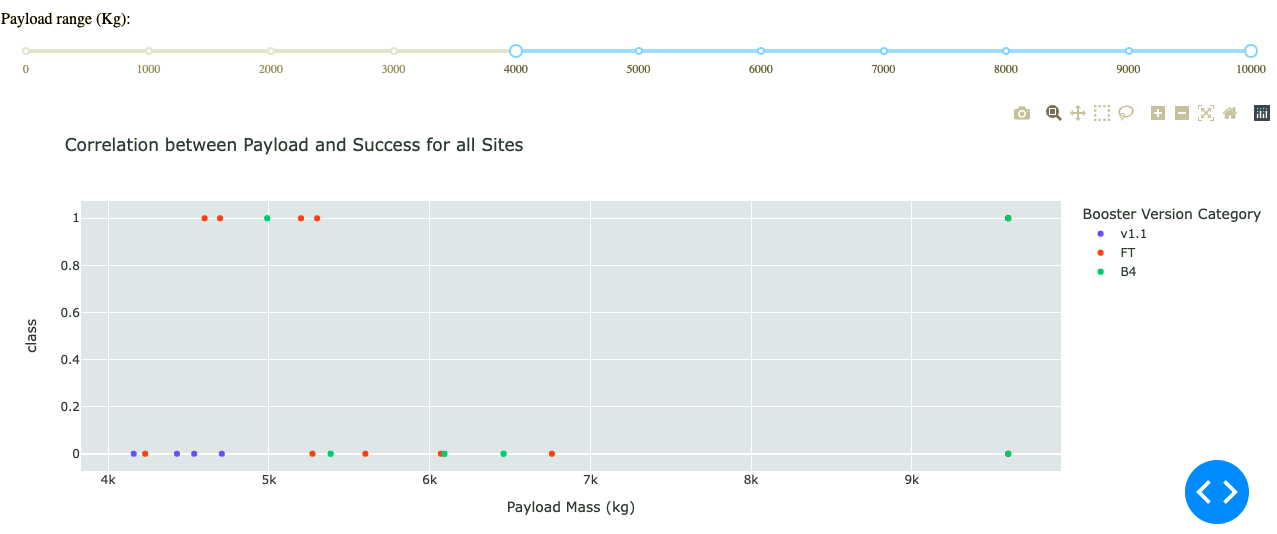 Payload range (Kg):
0 1000 2000 3000 4000 5000 6000 7000 8000 9000 10000
Correlation between Payload and Success for all Sites
Booster Version Category
v1.1
FT
B4
1
0.8
0.6
0.4
0.2
0
class
4k 5k 6k 7k 8k 9k
Payload Mass (kg)